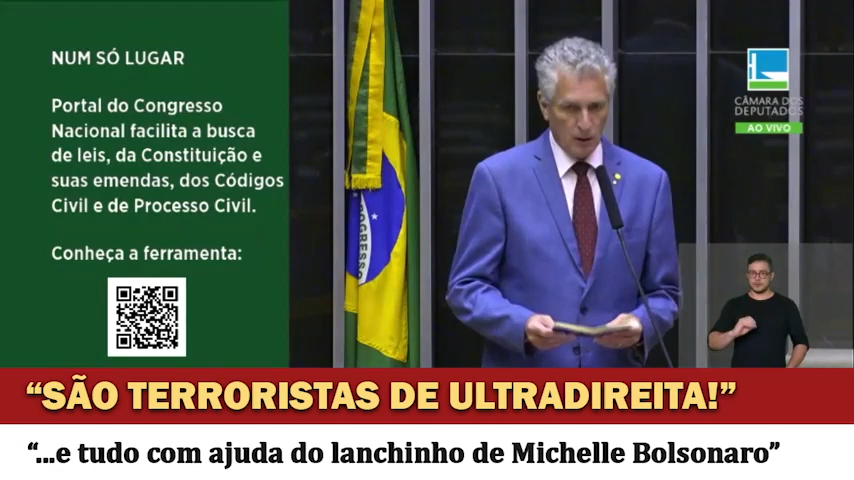 NUM SÓ LUGAR
Portal do Congresso
Nacional facilita a busca
de leis, da Constituição e
suas emendas, dos Códigos
Civil e de Processo Civil.
Conheça a ferramenta:
PROGRESSO
CÂMARA DOS
DEPUTADOS
AO VIVO
“SÃO TERRORISTAS DE ULTRADIREITA!”
“...e tudo com ajuda do lanchinho de Michelle Bolsonaro”